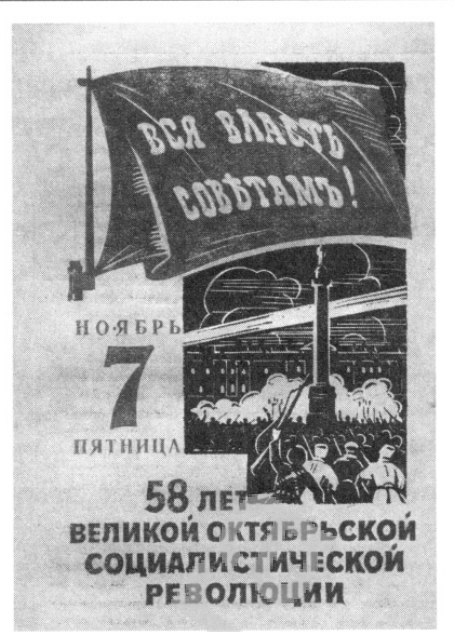 ВСЯ ВЛАСТЬ
СОВѢТАМЪ!
НОЯБРЬ
7
ПЯТНИЦА
58 ЛЕТ
ВЕЛИКОЙ ОКТЯБРЬСКОЙ
СОЦИАЛИСТИЧЕСКОЙ
РЕВОЛЮЦИИ